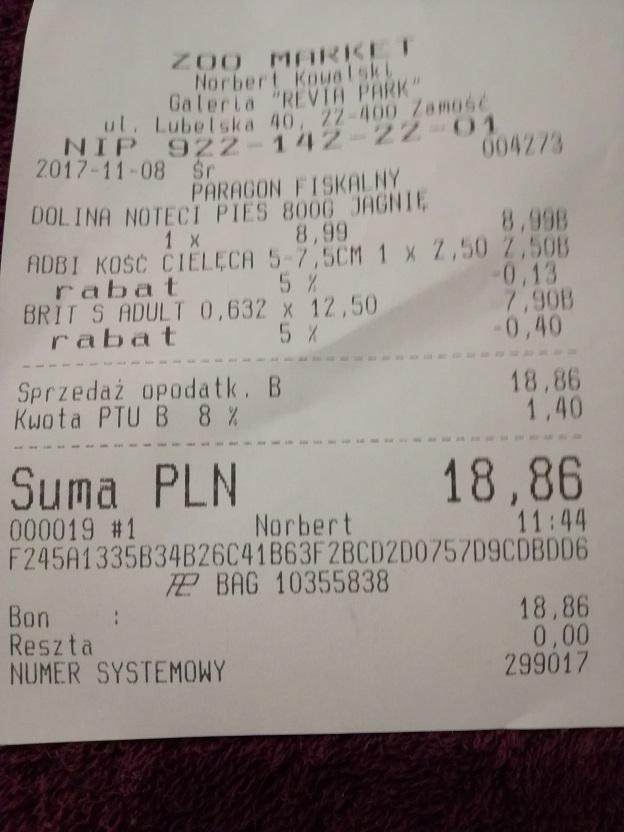 ZOO MARKET
Norbert Kowalski
Galeria "REVIA PARK"
ul. Lubelska 40, 22-400 Zamość
NIP 922-142-22-01
2017-11-08 Śr 004273
PARAGON FISKALNY
DOLINA NOTECI PIES 800G JAGNIĘ
1 x 8,99 8,99B
ADBI KOŚĆ CIELĘCA 5-7,5CM 1 x 2,50 2,50B
rabat 5 % -0,13
BRIT S ADULT 0,632 x 12,50 7,90B
rabat 5 % -0,40
Sprzedaż opodatk. B 18,86
Kwota PTU B 8 % 1,40
Suma PLN 18,86
000019 #1 Norbert 11:44
F245A1335B34B26C41B63F2BCD2D0757D9CDBDD6
BAG 10355838
Bon : 18,86
Reszta 0,00
NUMER SYSTEMOWY 299017